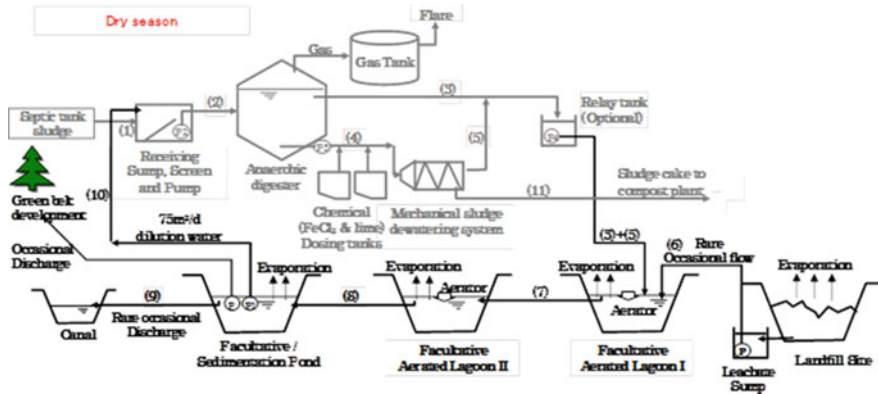 Dry season
Flare
Gas
Gas Tank
(3)
(2)
Septic tank
sludge
(1)
Relay tank
(Optional)
(4)
(5)
Receiving
Sump, Screen
and Pump
Anaerobic
digester
Sludge cake to
compost plant
(11)
(10)
Green belt
development
Chemical
(FeCl₃ & lime)
Dosing tanks
Mechanical sludge
dewatering system
75m³/d
dilution water
(3)+(5)
(6)
Rare
Occasional flow
Occasional
Discharge
Evaporation
Evaporation
Evaporation
Evaporation
Aerator
Aerator
(9)
(8)
(7)
P
P
Rare occasional
Discharge
Canal
Facultative /
Sedimentation Pond
Facultative
Aerated Lagoon II
Facultative
Aerated Lagoon I
P
Leachate
Sump
Landfill Site